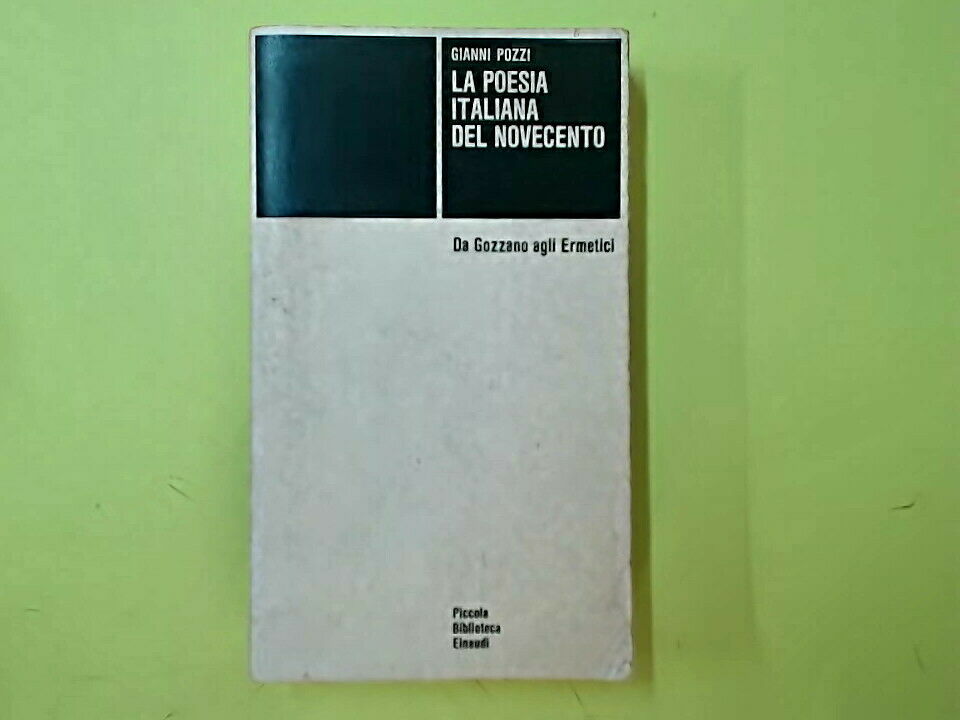 GIANNI POZZI
LA POESIA
ITALIANA
DEL NOVECENTO
Da Gozzano agli Ermetici
Piccola
Biblioteca
Einaudi